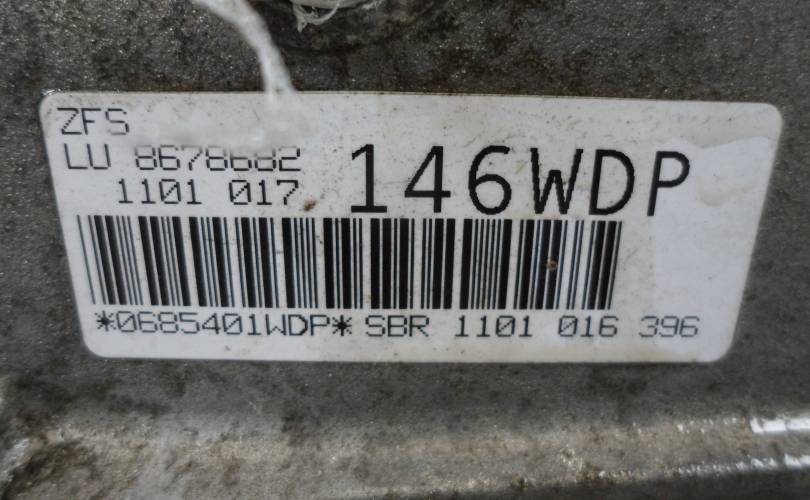 ZFS
LU 8678682
1101 017
146WDP
*0685401WDP* SBR 1101 016 396